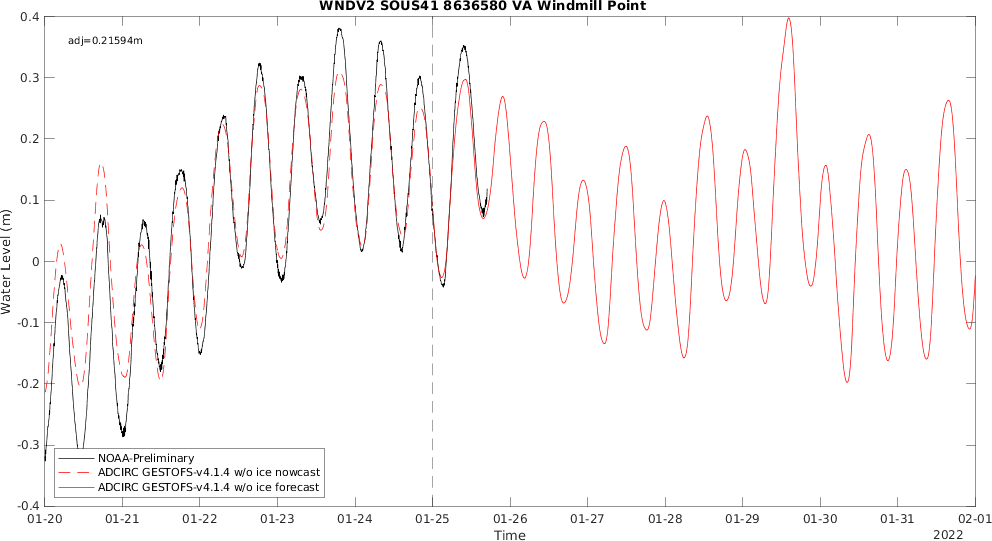 WNDV2 SOUS41 8636580 VA Windmill Point
adj=0.21594m
0.4
0.3
0.2
0.1
0
-0.1
-0.2
-0.3
-0.4
Water Level (m)
NOAA-Preliminary
ADCIRC GESTOFS-v4.1.4 w/o ice nowcast
ADCIRC GESTOFS-v4.1.4 w/o ice forecast
01-20 01-21 01-22 01-23 01-24 01-25 01-26 01-27 01-28 01-29 01-30 01-31 02-01
Time
2022